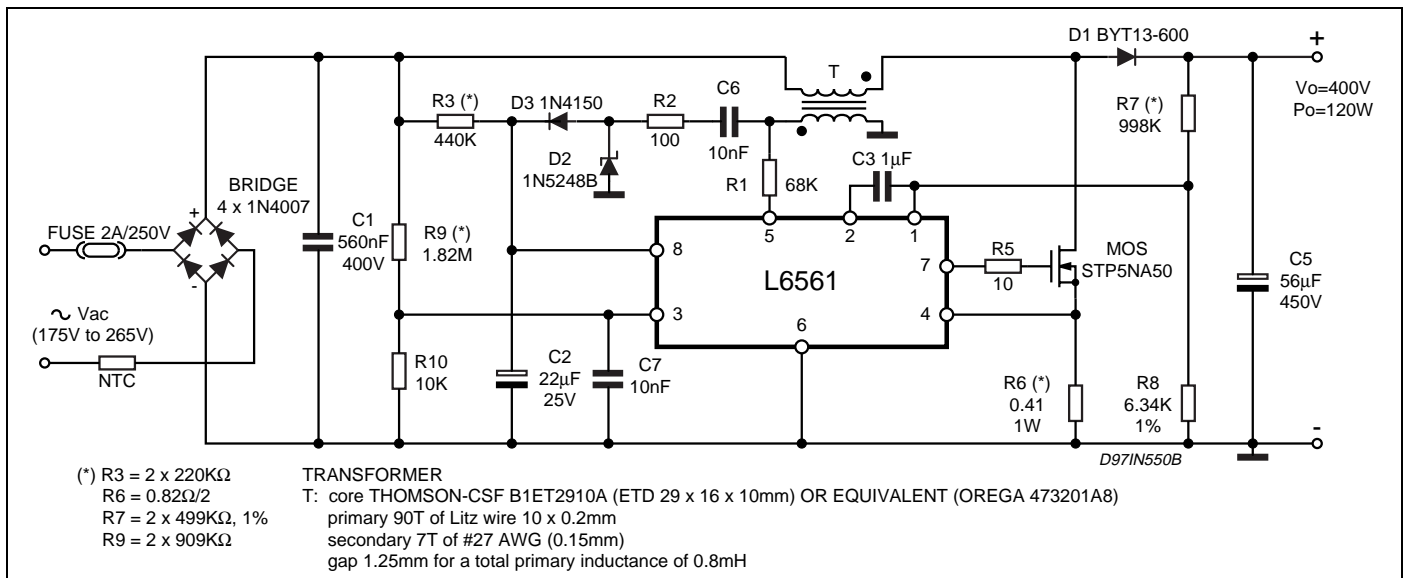 D1 BYT13-600
+
Vo=400V
Po=120W
T
R3 (*)
440K
D3 1N4150
R2
100
C6
10nF
R7 (*)
998K
D2
1N5248B
C3 1µF
R1
68K
BRIDGE
4 x 1N4007
+
-
FUSE 2A/250V
C1
560nF
400V
R9 (*)
1.82M
5
2
1
8
7
3
4
6
L6561
R5
10
MOS
STP5NA50
C5
56µF
450V
~ Vac
(175V to 265V)
NTC
R10
10K
C2
22µF
25V
C7
10nF
R6 (*)
0.41
1W
R8
6.34K
1%
-
D97IN550B
(*) R3 = 2 x 220KΩ
R6 = 0.82Ω/2
R7 = 2 x 499KΩ, 1%
R9 = 2 x 909KΩ
TRANSFORMER
T: core THOMSON-CSF B1ET2910A (ETD 29 x 16 x 10mm) OR EQUIVALENT (OREGA 473201A8)
primary 90T of Litz wire 10 x 0.2mm
secondary 7T of #27 AWG (0.15mm)
gap 1.25mm for a total primary inductance of 0.8mH